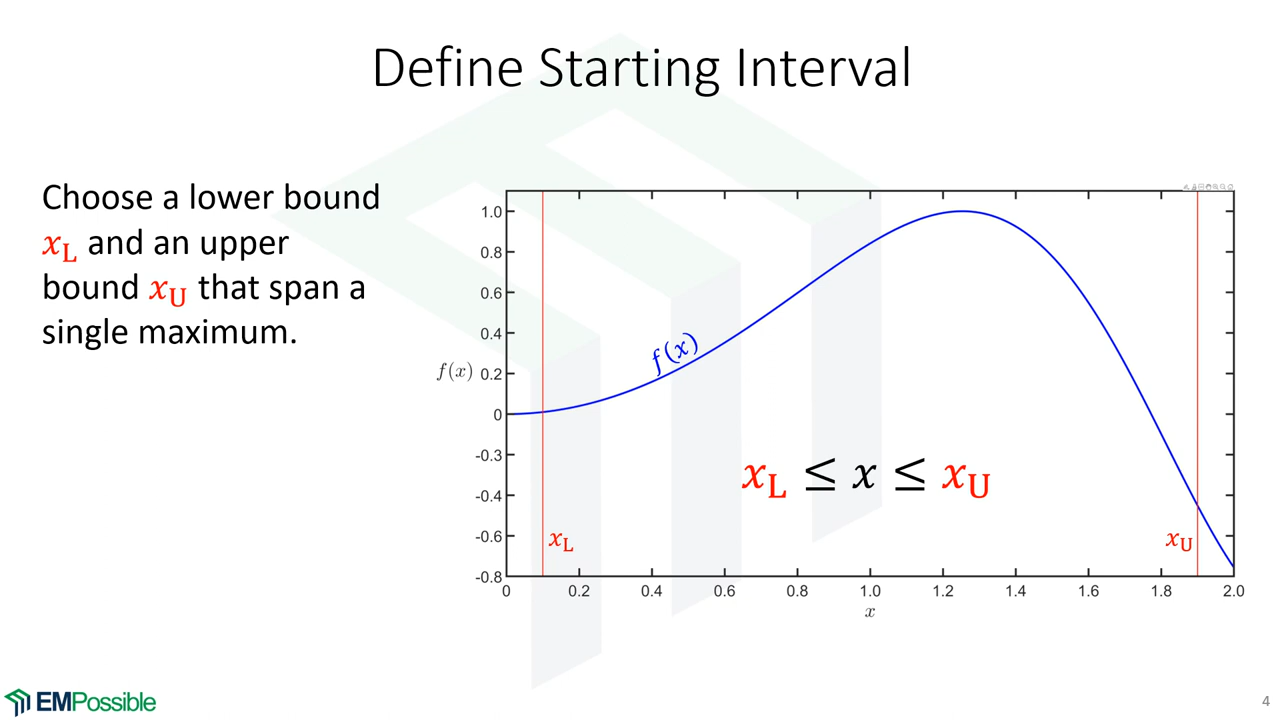 Define Starting Interval
Choose a lower bound
x_L and an upper
bound x_U that span a
single maximum.
1.0
0.8
0.6
0.4
f(x) 0.2
0
-0.3
-0.4
-0.6
-0.8
f(x)
x_L ≤ x ≤ x_U
x_L
x_U
0 0.2 0.4 0.6 0.8 1.0 1.2 1.4 1.6 1.8 2.0
x
EMPossible
4